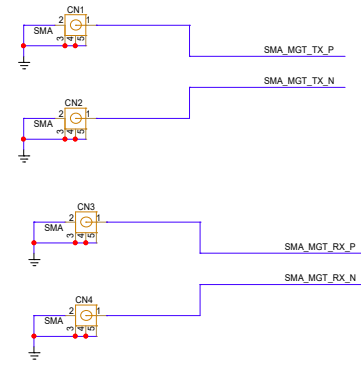 CN1
2 1
SMA
3 4 5
SMA_MGT_TX_P
SMA_MGT_TX_N
CN2
2 1
SMA
3 4 5
CN3
2 1
SMA
3 4 5
SMA_MGT_RX_P
SMA_MGT_RX_N
CN4
2 1
SMA
3 4 5